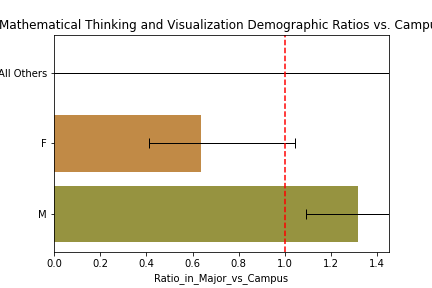 Mathematical Thinking and Visualization Demographic Ratios vs. Campu
All Others
F
M
0.0 0.2 0.4 0.6 0.8 1.0 1.2 1.4
Ratio_in_Major_vs_Campus